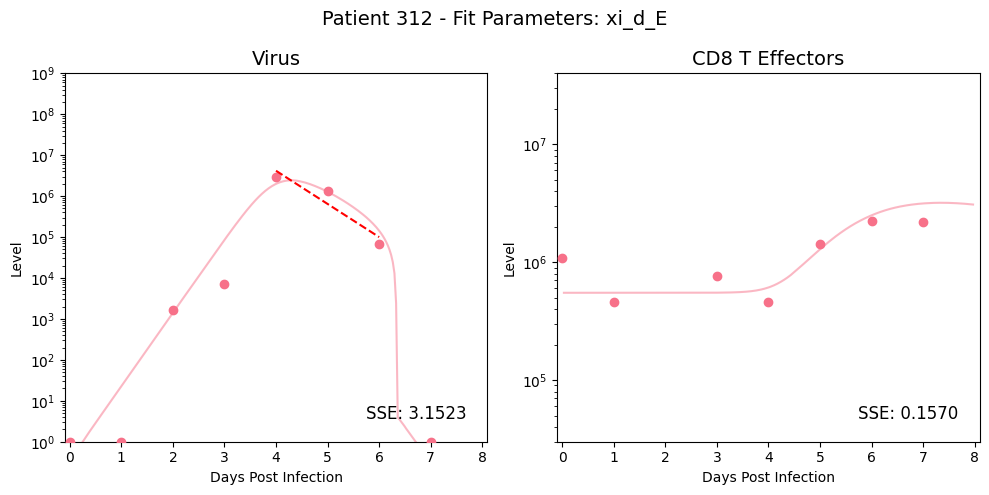 Patient 312 - Fit Parameters: xi_d_E
Virus
CD8 T Effectors
Level
10^9
10^8
10^7
10^6
10^5
10^4
10^3
10^2
10^1
10^0
SSE: 3.1523
0 1 2 3 4 5 6 7 8
Days Post Infection
Level
10^7
10^6
10^5
SSE: 0.1570
0 1 2 3 4 5 6 7 8
Days Post Infection